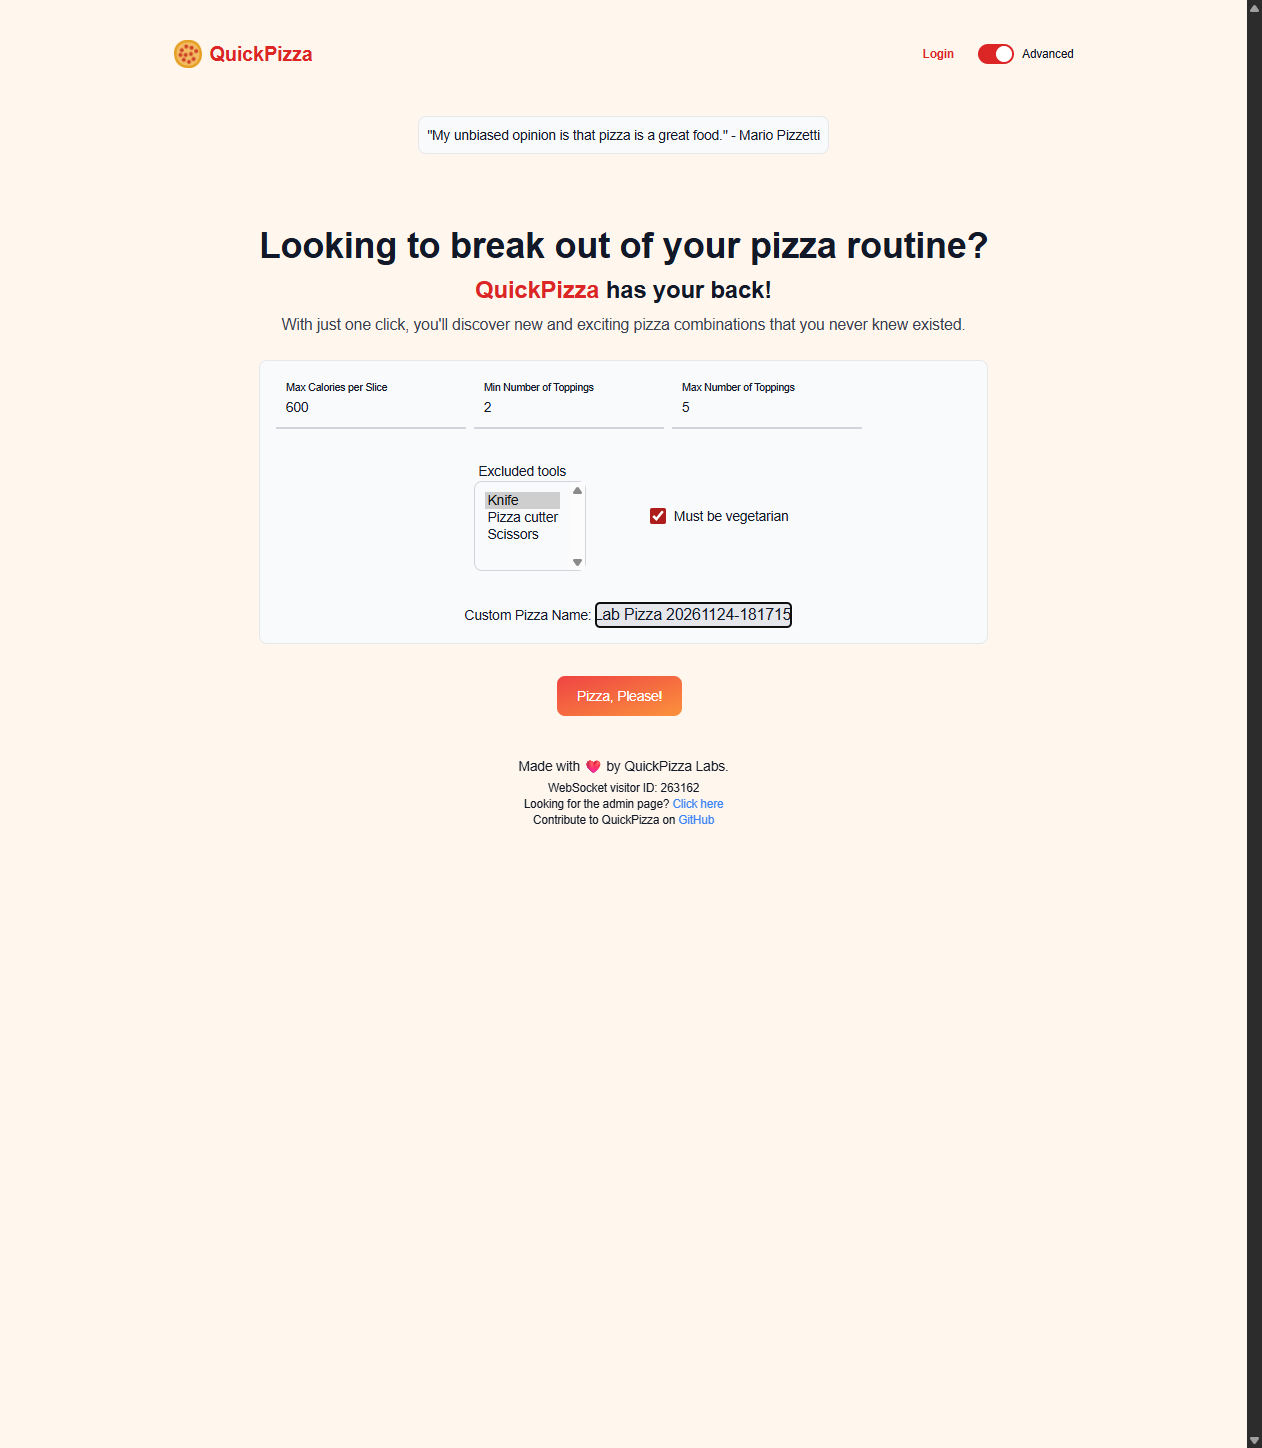 QuickPizza
Login
Advanced
"My unbiased opinion is that pizza is a great food." - Mario Pizzetti
Looking to break out of your pizza routine?
QuickPizza has your back!
With just one click, you'll discover new and exciting pizza combinations that you never knew existed.
Max Calories per Slice
600
Min Number of Toppings
2
Max Number of Toppings
5
Excluded tools
Knife
Pizza cutter
Scissors
Must be vegetarian
Custom Pizza Name: Lab Pizza 20261124-181715
Pizza, Please!
Made with by QuickPizza Labs.
WebSocket visitor ID: 263162
Looking for the admin page? Click here
Contribute to QuickPizza on GitHub